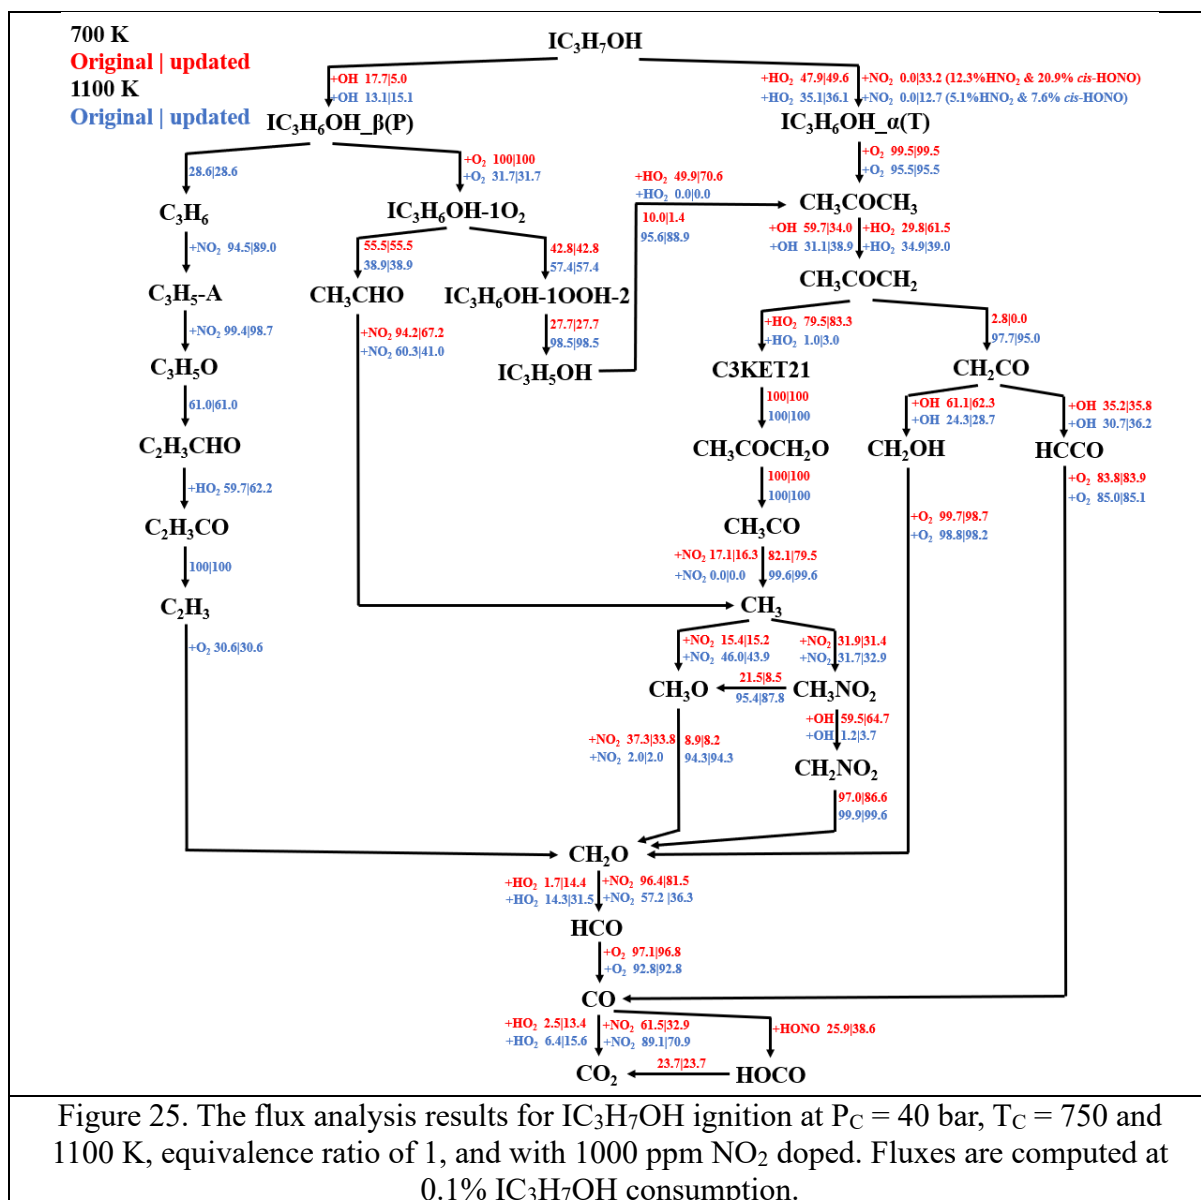 700 K
Original | updated
1100 K
Original | updated
IC₃H₇OH
+OH 17.7|5.0
+OH 13.1|15.1
+HO₂ 47.9|49.6
+HO₂ 35.1|36.1
+NO₂ 0.0|33.2 (12.3%HNO₂ & 20.9% cis-HONO)
+NO₂ 0.0|12.7 (5.1%HNO₂ & 7.6% cis-HONO)
IC₃H₆OH_β(P)
IC₃H₆OH_α(T)
28.6|28.6
+O₂ 100|100
+O₂ 31.7|31.7
+O₂ 99.5|99.5
+O₂ 95.5|95.5
C₃H₆
IC₃H₆OH-1O₂
+HO₂ 49.9|70.6
+HO₂ 0.0|0.0
10.0|1.4
95.6|88.9
CH₃COCH₃
+NO₂ 94.5|89.0
55.5|55.5
38.9|38.9
42.8|42.8
57.4|57.4
+OH 59.7|34.0
+OH 31.1|38.9
+HO₂ 29.8|61.5
+HO₂ 34.9|39.0
C₃H₅-A
CH₃CHO
IC₃H₆OH-1OOH-2
CH₃COCH₂
+NO₂ 99.4|98.7
+NO₂ 94.2|67.2
+NO₂ 60.3|41.0
27.7|27.7
98.5|98.5
+HO₂ 79.5|83.3
+HO₂ 1.0|3.0
2.8|0.0
97.7|95.0
C₃H₅O
IC₃H₅OH
C3KET21
CH₂CO
61.0|61.0
100|100
100|100
+OH 61.1|62.3
+OH 24.3|28.7
+OH 35.2|35.8
+OH 30.7|36.2
C₂H₃CHO
CH₃COCH₂O
CH₂OH
HCCO
+HO₂ 59.7|62.2
100|100
100|100
+O₂ 83.8|83.9
+O₂ 85.0|85.1
C₂H₃CO
CH₃CO
+O₂ 99.7|98.7
+O₂ 98.8|98.2
100|100
+NO₂ 17.1|16.3
+NO₂ 0.0|0.0
82.1|79.5
99.6|99.6
C₂H₃
CH₃
+O₂ 30.6|30.6
+NO₂ 15.4|15.2
+NO₂ 46.0|43.9
+NO₂ 31.9|31.4
+NO₂ 31.7|32.9
CH₃O
21.5|8.5
95.4|87.8
CH₃NO₂
+NO₂ 37.3|33.8
+NO₂ 2.0|2.0
8.9|8.2
94.3|94.3
+OH 59.5|64.7
+OH 1.2|3.7
CH₂NO₂
97.0|86.6
99.9|99.6
CH₂O
+HO₂ 1.7|14.4
+HO₂ 14.3|31.5
+NO₂ 96.4|81.5
+NO₂ 57.2 |36.3
HCO
+O₂ 97.1|96.8
+O₂ 92.8|92.8
CO
+HO₂ 2.5|13.4
+HO₂ 6.4|15.6
+NO₂ 61.5|32.9
+NO₂ 89.1|70.9
+HONO 25.9|38.6
CO₂
23.7|23.7
HOCO
Figure 25. The flux analysis results for IC₃H₇OH ignition at P_C = 40 bar, T_C = 750 and
1100 K, equivalence ratio of 1, and with 1000 ppm NO₂ doped. Fluxes are computed at
0.1% IC₃H₇OH consumption.